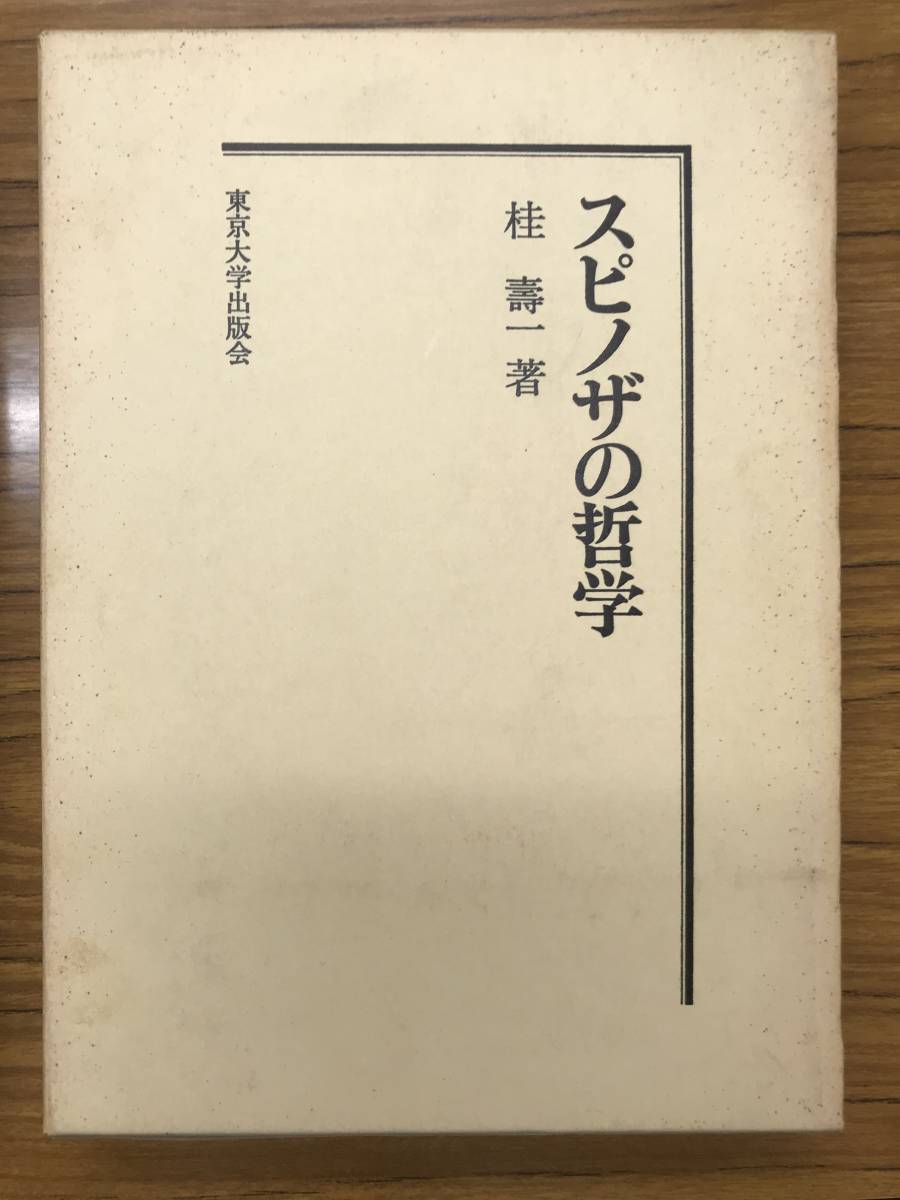 スピノザの哲学
桂 壽一 著
東京大学出版会